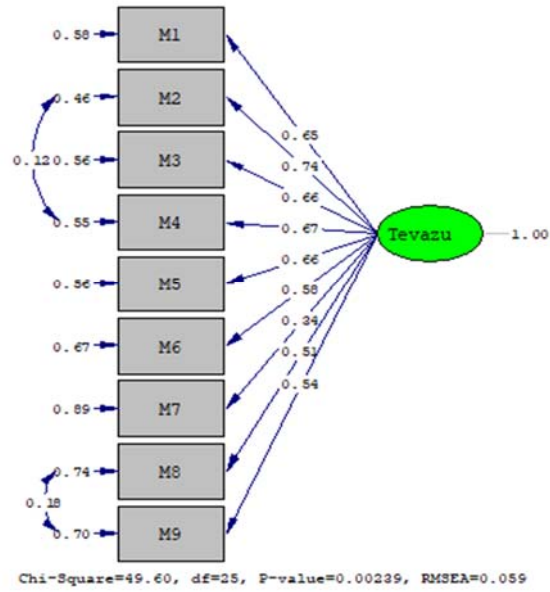 0.58 M1
0.46 M2
0.65
0.74
0.12 0.56 M3
0.66
0.55 M4
0.67
Tevazu 1.00
0.56 M5
0.66
0.58
0.67 M6
0.34
0.51
0.54
0.89 M7
0.74 M8
0.18
0.70 M9
Chi-Square=49.60, df=25, P-value=0.00239, RMSEA=0.059